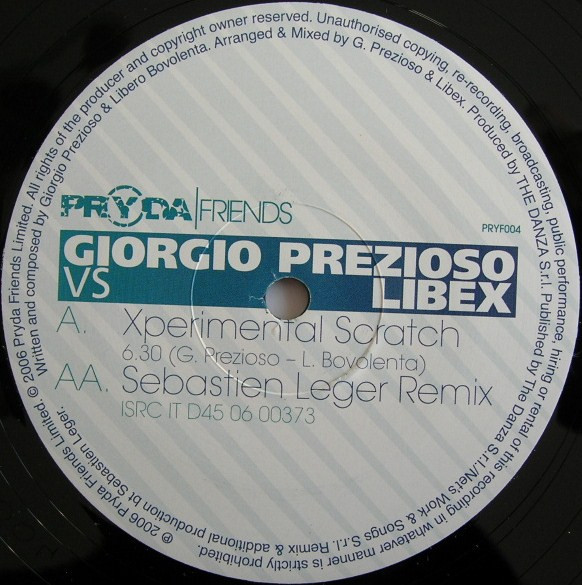 PRYDA|FRIENDS
PRYF004
GIORGIO PREZIOSO
VS LIBEX
A. Xperimental Scratch
6.30 (G. Prezioso – L. Bovolenta)
AA. Sebastien Leger Remix
ISRC IT D45 06 00373
℗ 2006 Pryda Friends Limited. © 2006 Pryda Friends Limited. All rights of the producer and copyright owner reserved. Unauthorised copying, re-recording, broadcasting, public performance, hiring or rental of this recording in whatever manner is strictly prohibited.
Written and composed by Giorgio Prezioso & Libero Bovolenta. Arranged & Mixed by G. Prezioso & Libex. Produced by THE DANZA S.r.l. Published by The Danza S.r.l./Net's Work & Songs S.r.l. Remix & additional production bt Sebastien Leger.